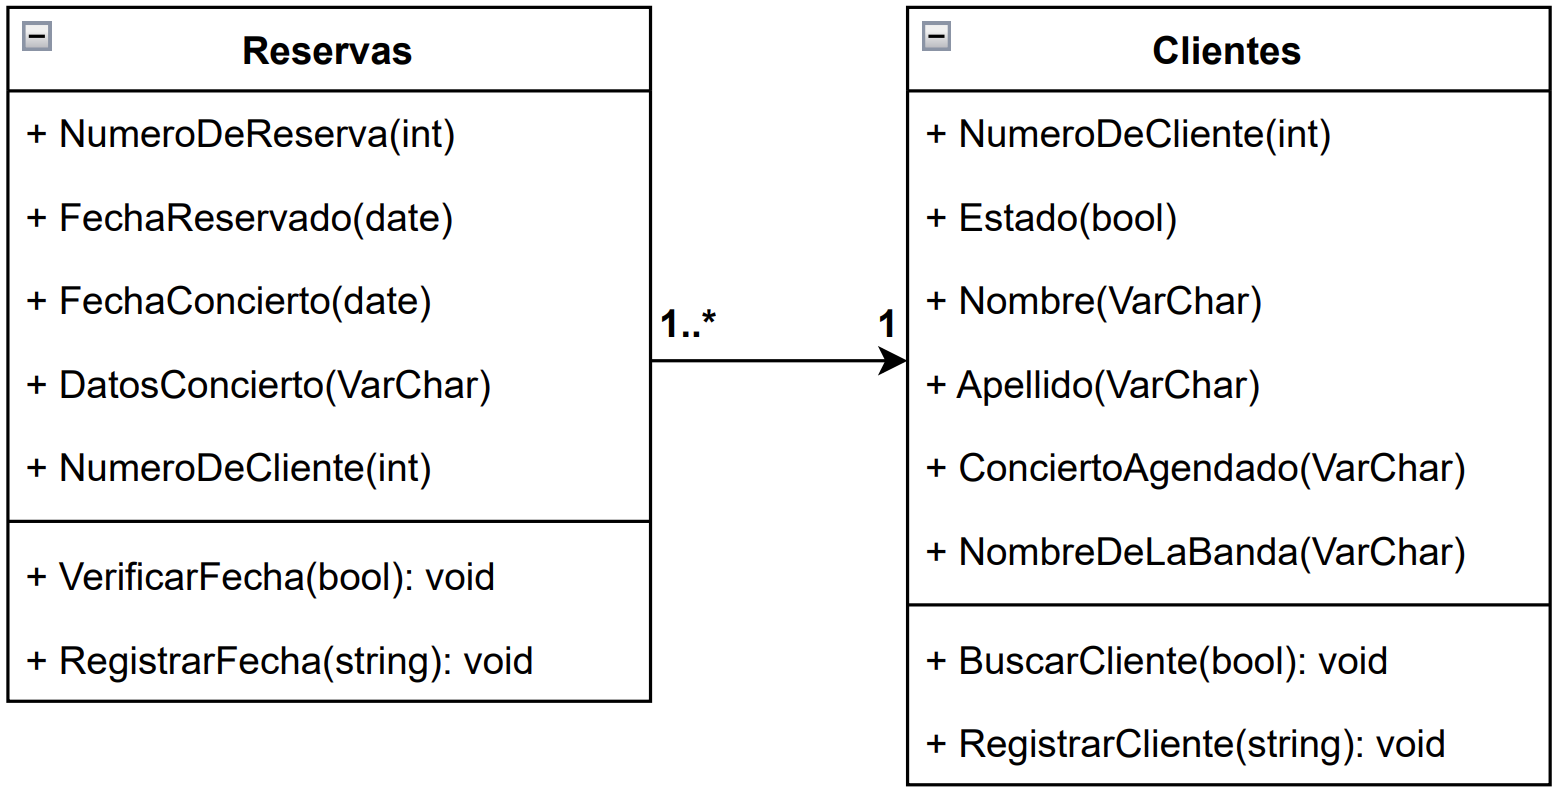 Reservas
+ NumeroDeReserva(int)
+ FechaReservado(date)
+ FechaConcierto(date)
+ DatosConcierto(VarChar)
+ NumeroDeCliente(int)
+ VerificarFecha(bool): void
+ RegistrarFecha(string): void
1..*
1
Clientes
+ NumeroDeCliente(int)
+ Estado(bool)
+ Nombre(VarChar)
+ Apellido(VarChar)
+ ConciertoAgendado(VarChar)
+ NombreDeLaBanda(VarChar)
+ BuscarCliente(bool): void
+ RegistrarCliente(string): void